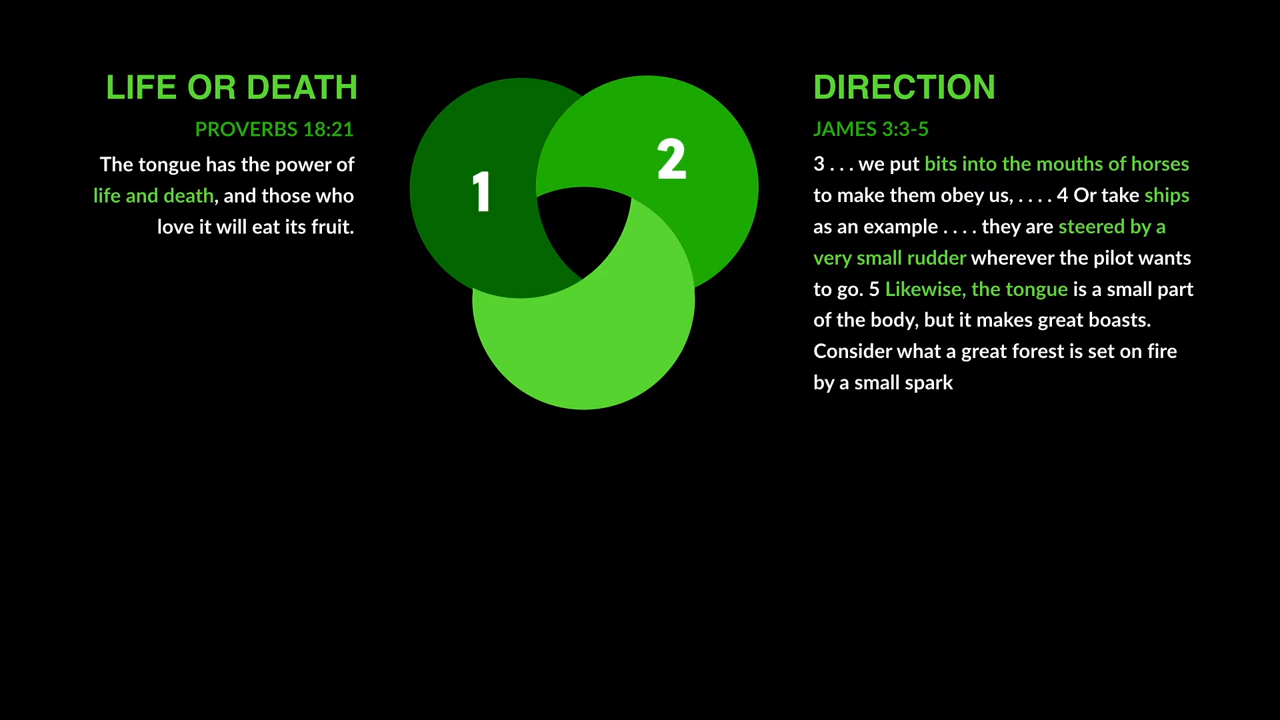 LIFE OR DEATH
PROVERBS 18:21
The tongue has the power of
life and death, and those who
love it will eat its fruit.
1
2
DIRECTION
JAMES 3:3-5
3 . . . we put bits into the mouths of horses
to make them obey us, . . . . 4 Or take ships
as an example . . . . they are steered by a
very small rudder wherever the pilot wants
to go. 5 Likewise, the tongue is a small part
of the body, but it makes great boasts.
Consider what a great forest is set on fire
by a small spark